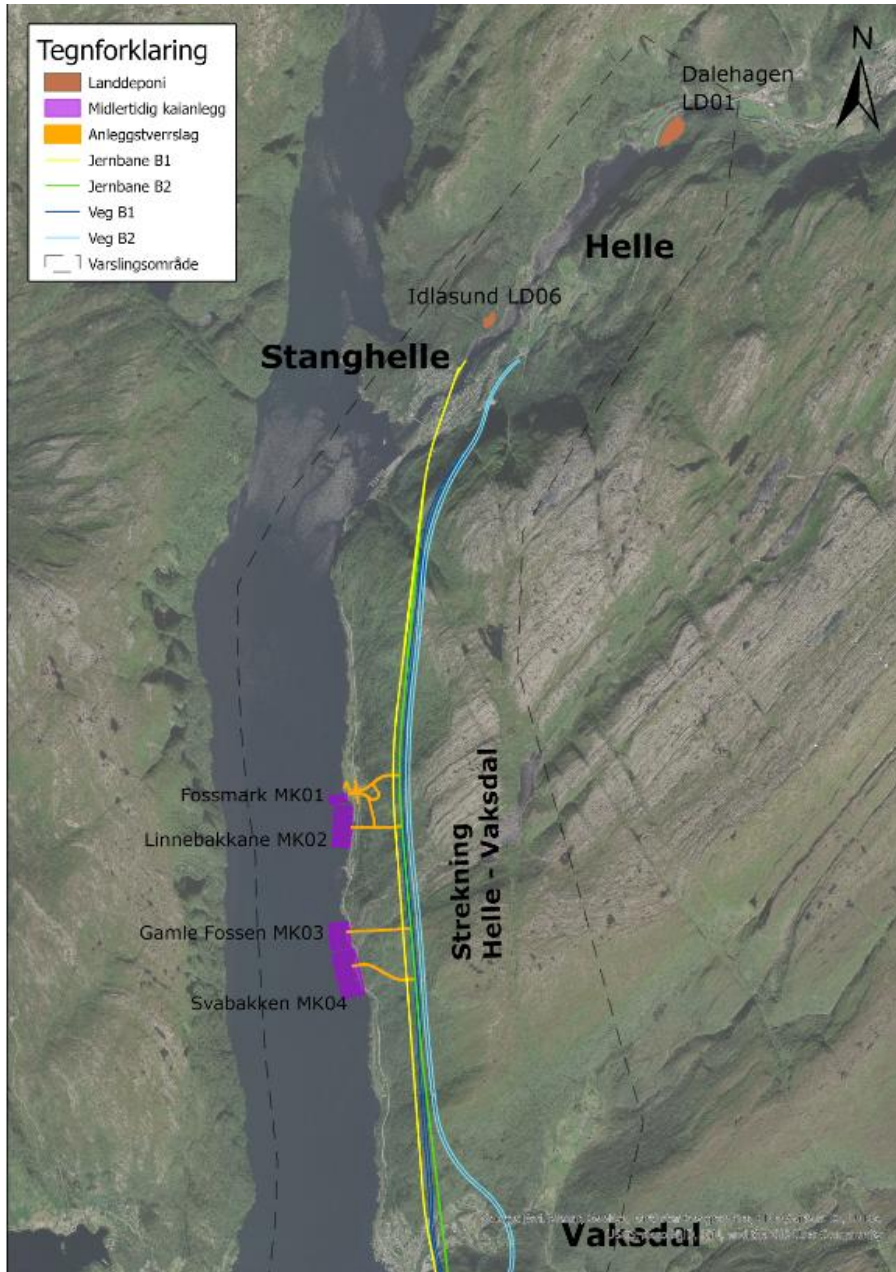 Tegnforklaring
Landdeponi
Midlertidig kaianlegg
Anleggstverrslag
Jernbane B1
Jernbane B2
Veg B1
Veg B2
Varslingsområde
N
Dalehagen
LD01
Helle
Idlasund LD06
Stanghelle
Fossmark MK01
Linnebakkane MK02
Strekning
Helle - Vaksdal
Gamle Fossen MK03
Svabakken MK04
Vaksdal